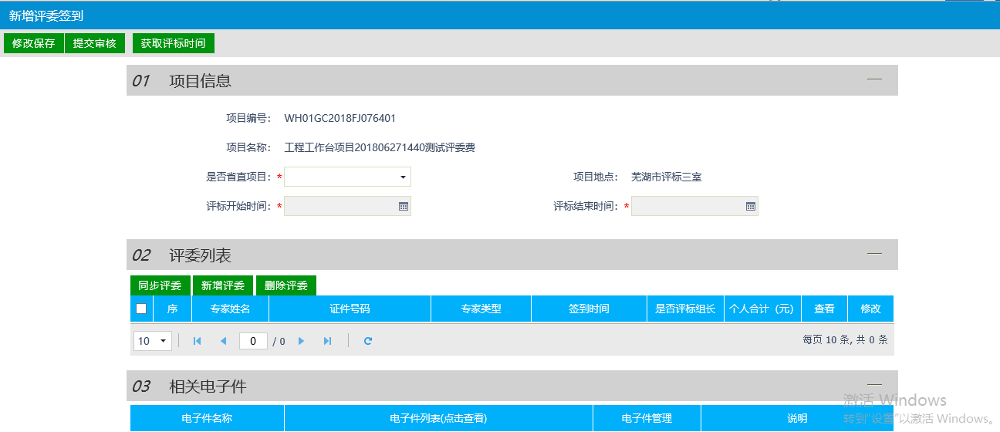 新增评委签到
修改保存 提交审核 获取评标时间
01 项目信息
项目编号： WH01GC2018FJ076401
项目名称： 工程工作台项目201806271440测试评委费
是否省直项目：* 项目地点： 芜湖市评标三室
评标开始时间：* 评标结束时间：*
02 评委列表
同步评委 新增评委 删除评委
序 专家姓名 证件号码 专家类型 签到时间 是否评标组长 个人合计（元) 查看 修改
10 0 / 0 每页 10 条, 共 0 条
03 相关电子件
激活 Windows
电子件名称 电子件列表(点击查看) 电子件管理 说明
转到“设置”以激活 Windows。